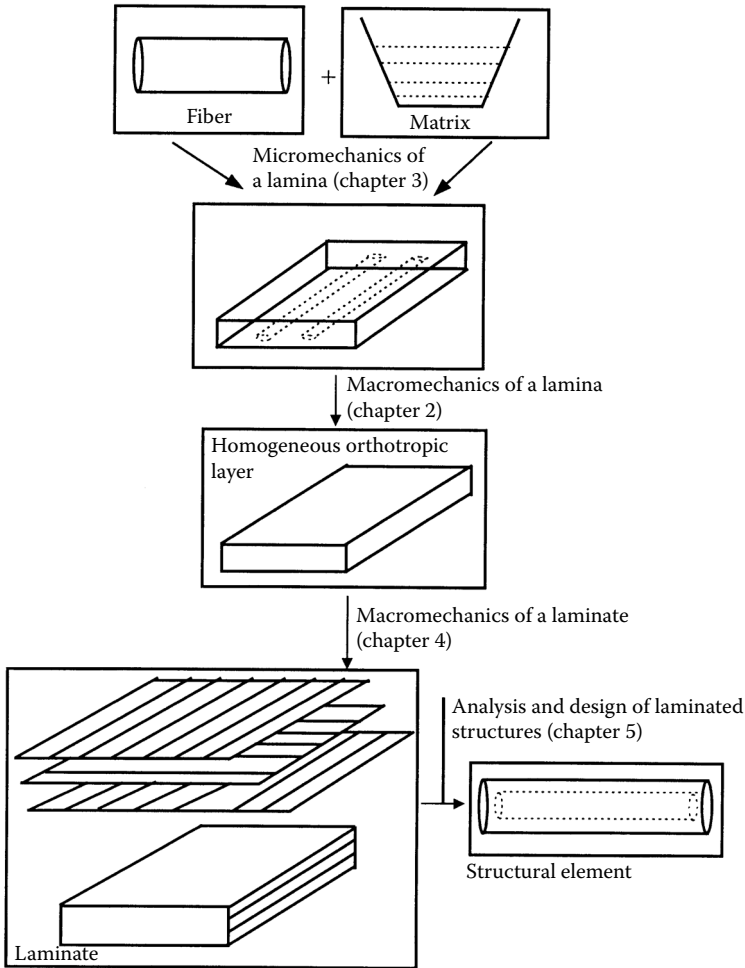 Fiber
+
Matrix
Micromechanics of
a lamina (chapter 3)
Macromechanics of a lamina
(chapter 2)
Homogeneous orthotropic
layer
Macromechanics of a laminate
(chapter 4)
Analysis and design of laminated
structures (chapter 5)
Structural element
Laminate